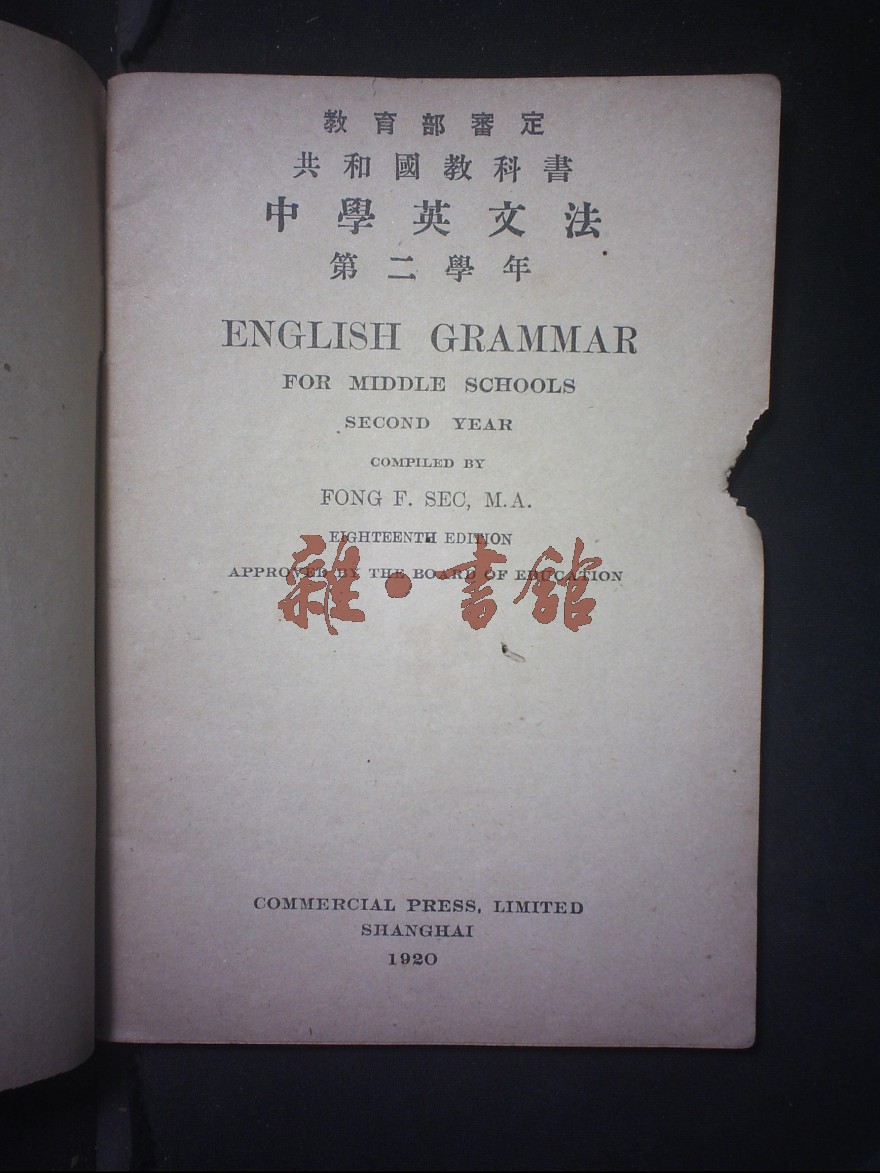 教育部審定
共和國教科書
中學英文法
第二學年
ENGLISH GRAMMAR
FOR MIDDLE SCHOOLS
SECOND YEAR
COMPILED BY
FONG F. SEC, M.A.
EIGHTEENTH EDITION
APPROVED BY THE BOARD OF EDUCATION
雜·書館
COMMERCIAL PRESS, LIMITED
SHANGHAI
1920